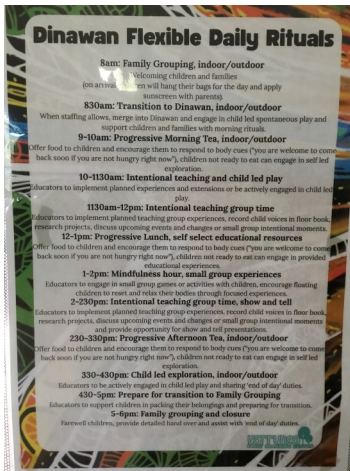 Dinawan Flexible Daily Rituals
8am: Family Grouping, indoor/outdoor
Welcoming children and families
(on arrival children will hang their bags for the day and apply
sunscreen with parents).
830am: Transition to Dinawan, indoor/outdoor
When staffing allows, merge into Dinawan and engage in child led spontaneous play and
support children and families with morning rituals.
9-10am: Progressive Morning Tea, indoor/outdoor
Offer food to children and encourage them to respond to body cues ("you are welcome to come
back soon if you are not hungry right now"), children not ready to eat can engage in self led
exploration.
10-1130am: Intentional teaching and child led play
Educators to implement planned experiences and extensions or be actively engaged in child led
play.
1130am-12pm: Intentional teaching group time
Educators to implement planned teaching group experiences, record child voices in floor book,
research projects, discuss upcoming events and changes or small group intentional moments.
12-1pm: Progressive Lunch, self select educational resources
Offer food to children and encourage them to respond to body cues ("you are welcome to come
back soon if you are not hungry right now"), children not ready to eat can engage in provided
educational experiences.
1-2pm: Mindfulness hour, small group experiences
Educators to engage in small group games or activities with children, encourage floating
children to reset and relax their bodies through focused experiences.
2-230pm: Intentional teaching group time, show and tell
Educators to implement planned teaching group experiences, record child voices in floor book,
research projects, discuss upcoming events and changes or small group intentional moments
and provide opportunity for show and tell presentations.
230-330pm: Progressive Afternoon Tea, indoor/outdoor
Offer food to children and encourage them to respond to body cues ("you are welcome to come
back soon if you are not hungry right now"), children not ready to eat can engage in self led
exploration.
330-430pm: Child led exploration, indoor/outdoor
Educators to be actively engaged in child led play and sharing 'end of day' duties.
430-5pm: Prepare for transition to Family Grouping
Educators to support children in packing their belongings and preparing for transition.
5-6pm: Family grouping and closure
Farewell children, provide detailed hand over and assist with 'end of day' duties.